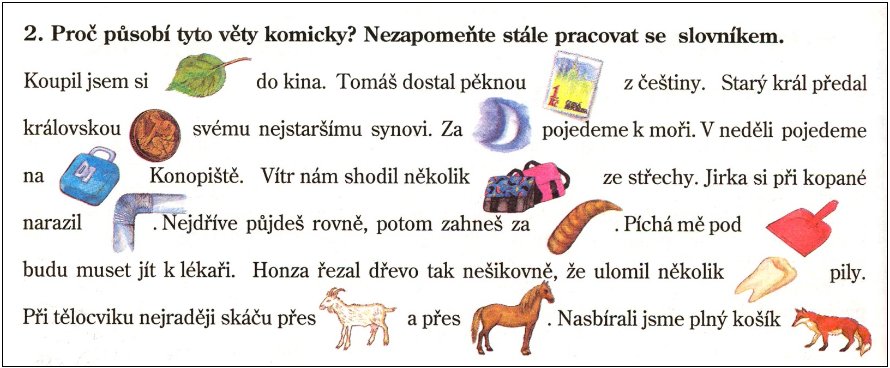 2. Proč působí tyto věty komicky? Nezapomeňte stále pracovat se slovníkem.
Koupil jsem si do kina. Tomáš dostal pěknou z češtiny. Starý král předal
královskou svému nejstaršímu synovi. Za pojedeme k moři. V neděli pojedeme
na Konopiště. Vítr nám shodil několik ze střechy. Jirka si při kopané
narazil . Nejdříve půjdeš rovně, potom zahneš za . Píchá mě pod
budu muset jít k lékaři. Honza řezal dřevo tak nešikovně, že ulomil několik pily.
Při tělocviku nejraději skáču přes a přes . Nasbírali jsme plný košík